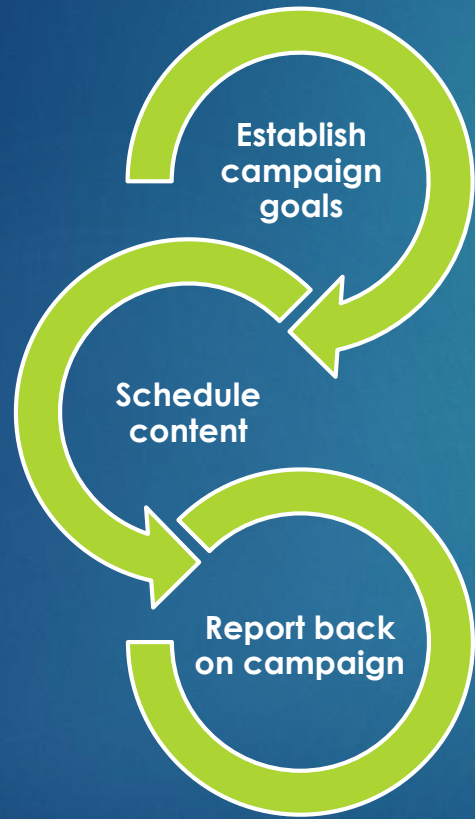 Establish
campaign
goals
Schedule
content
Report back
on campaign